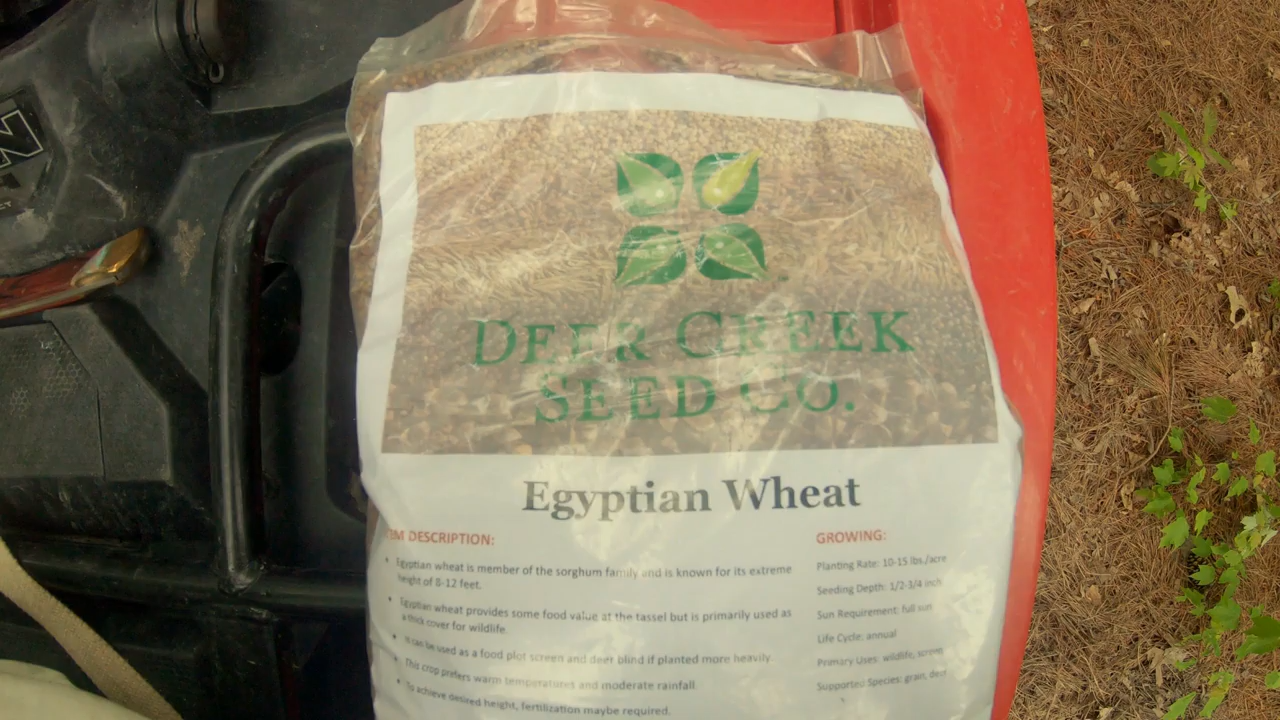 DEER CREEK
SEED CO.
Egyptian Wheat
EM DESCRIPTION:
Egyptian wheat is member of the sorghum family and is known for its extreme
height of 8-12 feet.
Egyptian wheat provides some food value at the tassel but is primarily used as
a thick cover for wildlife.
It can be used as a food plot screen and deer blind if planted more heavily.
This crop prefers warm temperatures and moderate rainfall.
To achieve desired height, fertilization maybe required.
GROWING:
Planting Rate: 10-15 lbs./acre
Seeding Depth: 1/2-3/4 inch
Sun Requirement: full sun
Life Cycle: annual
Primary Uses: wildlife, screen
Supported Species: grain, deer